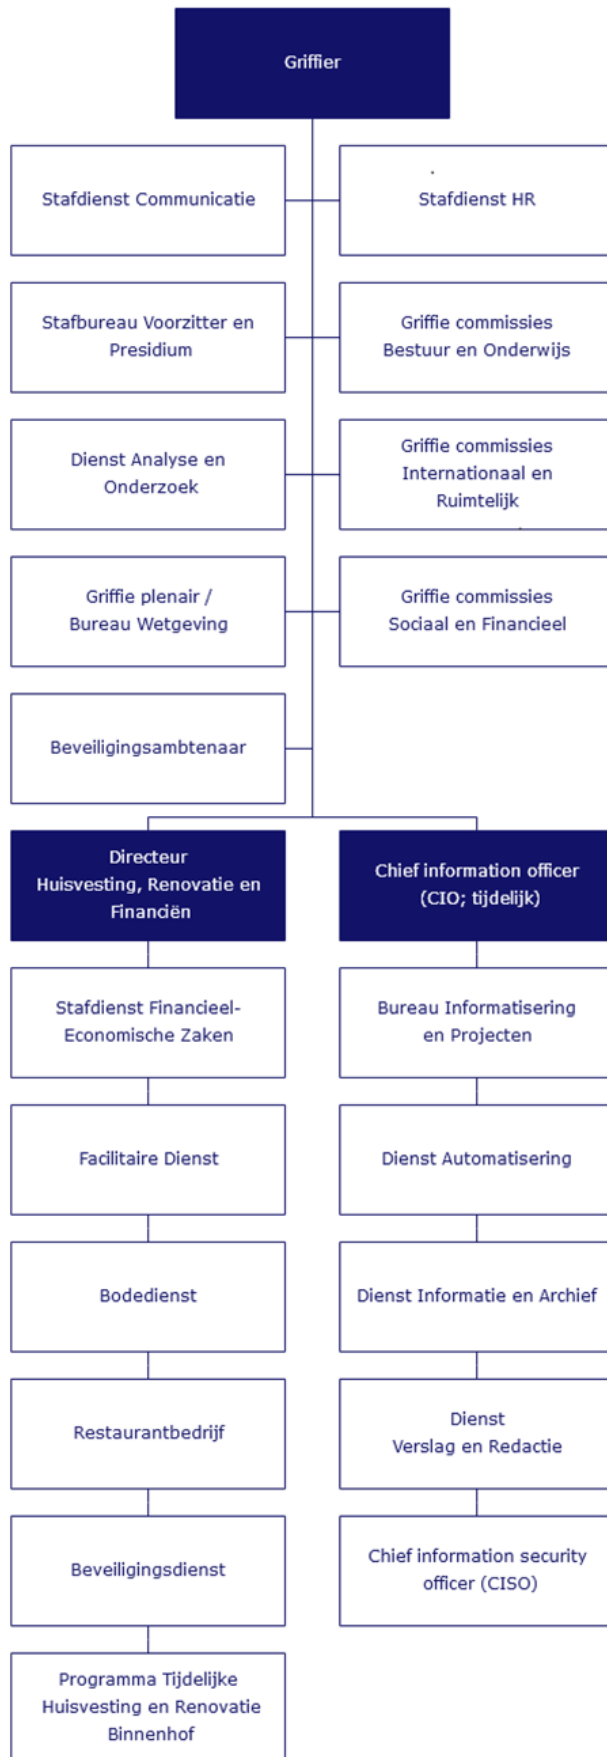 Griffier
Stafdienst Communicatie
Stafdienst HR
Stafbureau Voorzitter en
Presidium
Griffie commissies
Bestuur en Onderwijs
Dienst Analyse en
Onderzoek
Griffie commissies
Internationaal en
Ruimtelijk
Griffie plenair /
Bureau Wetgeving
Griffie commissies
Sociaal en Financieel
Beveiligingsambtenaar
Directeur
Huisvesting, Renovatie en
Financiën
Chief information officer
(CIO; tijdelijk)
Stafdienst Financieel-
Economische Zaken
Bureau Informatisering
en Projecten
Facilitaire Dienst
Dienst Automatisering
Bodedienst
Dienst Informatie en Archief
Restaurantbedrijf
Dienst
Verslag en Redactie
Beveiligingsdienst
Chief information security
officer (CISO)
Programma Tijdelijke
Huisvesting en Renovatie
Binnenhof